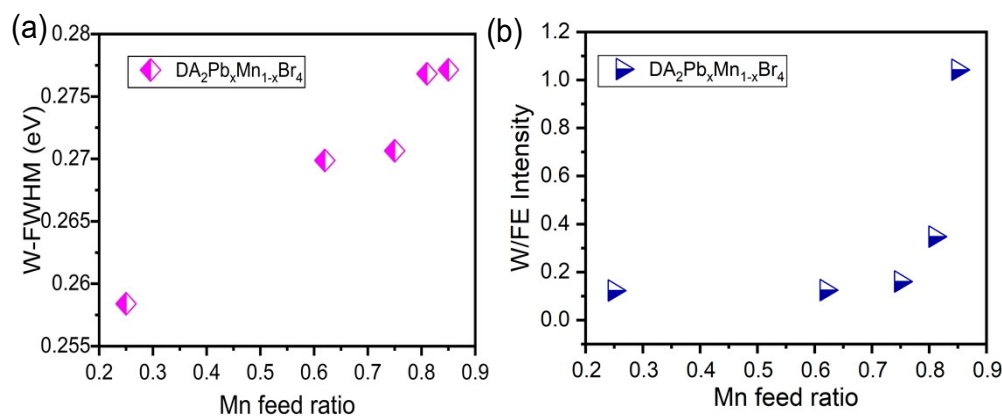 (a)
W-FWHM (eV)
0.28
0.275
0.27
0.265
0.26
0.255
DA₂PbₓMn₁₋ₓBr₄
0.2 0.3 0.4 0.5 0.6 0.7 0.8 0.9
Mn feed ratio
(b)
W/FE Intensity
1.2
1.0
0.8
0.6
0.4
0.2
0.0
DA₂PbₓMn₁₋ₓBr₄
0.2 0.3 0.4 0.5 0.6 0.7 0.8 0.9
Mn feed ratio